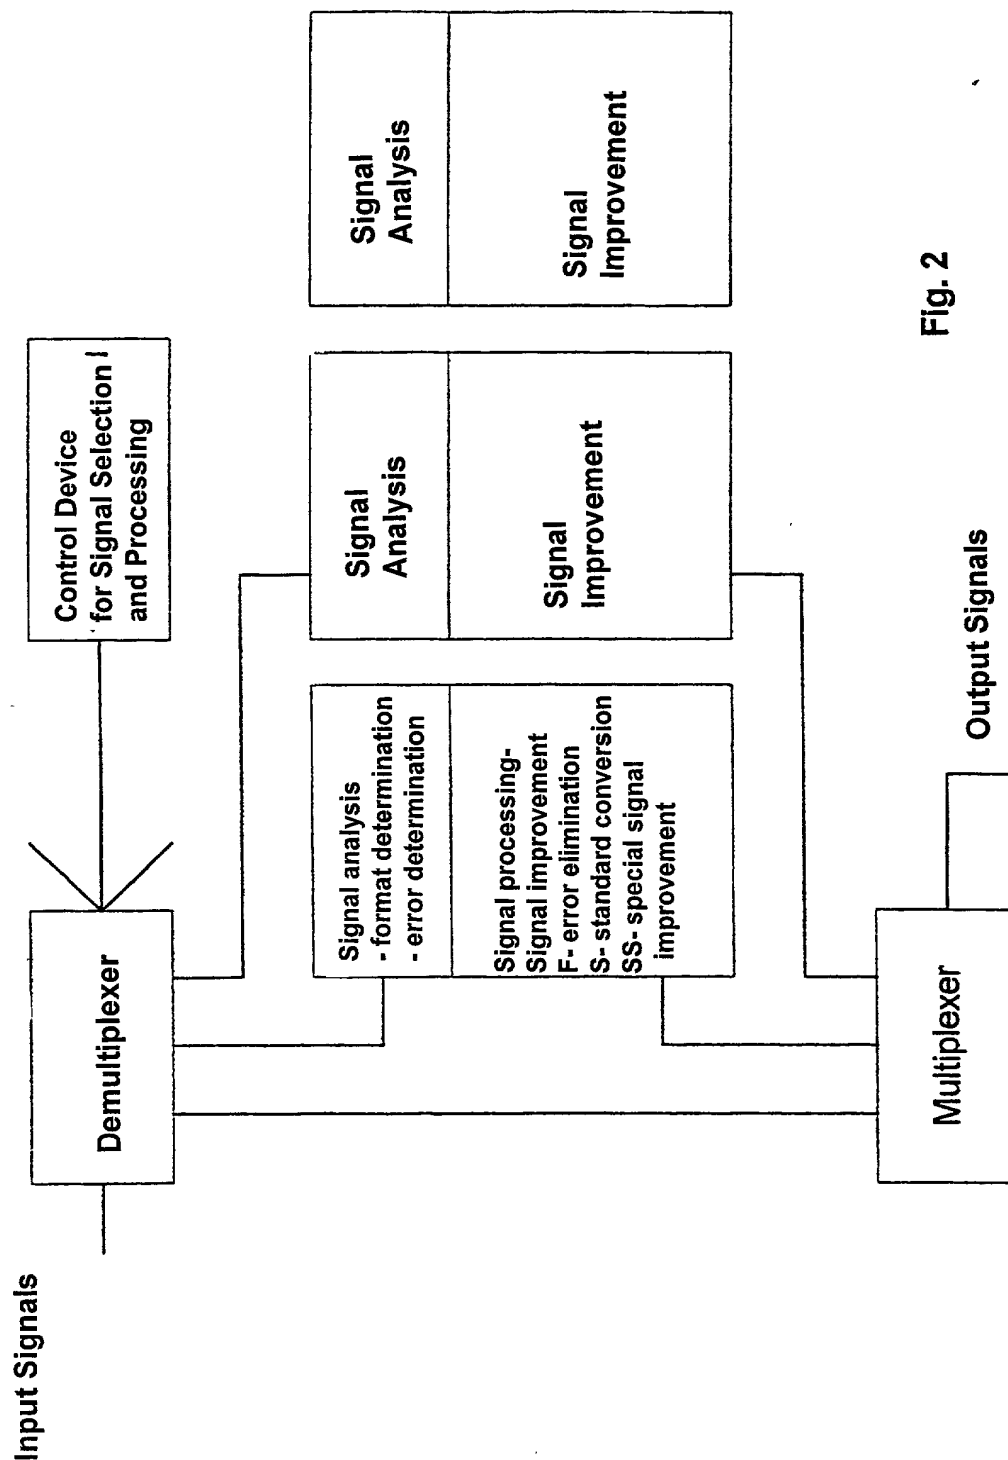 Input Signals
Demultiplexer
Control Device
for Signal Selection /
and Processing
Signal analysis
- format determination
- error determination
Signal processing-
Signal improvement
F- error elimination
S- standard conversion
SS- special signal
improvement
Signal
Analysis
Signal
Improvement
Signal
Analysis
Signal
Improvement
Multiplexer
Output Signals
Fig. 2